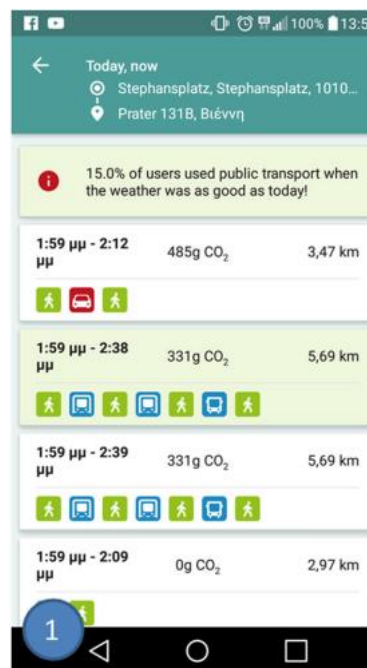 100% 13:5
Today, now
Stephansplatz, Stephansplatz, 1010...
Prater 131B, Βιέννη
15.0% of users used public transport when
the weather was as good as today!
1:59 μμ - 2:12
μμ
485g CO₂
3,47 km
1:59 μμ - 2:38
μμ
331g CO₂
5,69 km
1:59 μμ - 2:39
μμ
331g CO₂
5,69 km
1:59 μμ - 2:09
μμ
0g CO₂
2,97 km
1